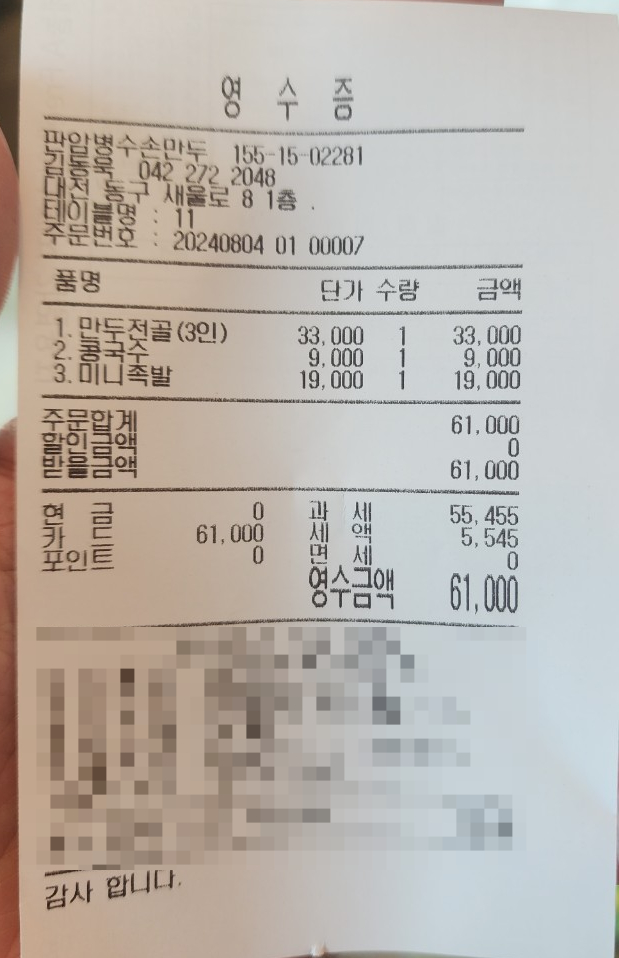 영 수 증
판암병수손만두 155-15-02281
김동욱 042 272 2048
대전 동구 새울로 8 1층 .
테이블명 : 11
주문번호 : 20240804 01 00007
품명 단가 수량 금액
1. 만두전골(3인) 33,000 1 33,000
2. 콩국수 9,000 1 9,000
3. 미니족발 19,000 1 19,000
주문합계 61,000
할인금액 0
받을금액 61,000
현 금 0 과 세 55,455
카 드 61,000 세 액 5,545
포인트 0 면 세 0
영수금액 61,000
감사 합니다.